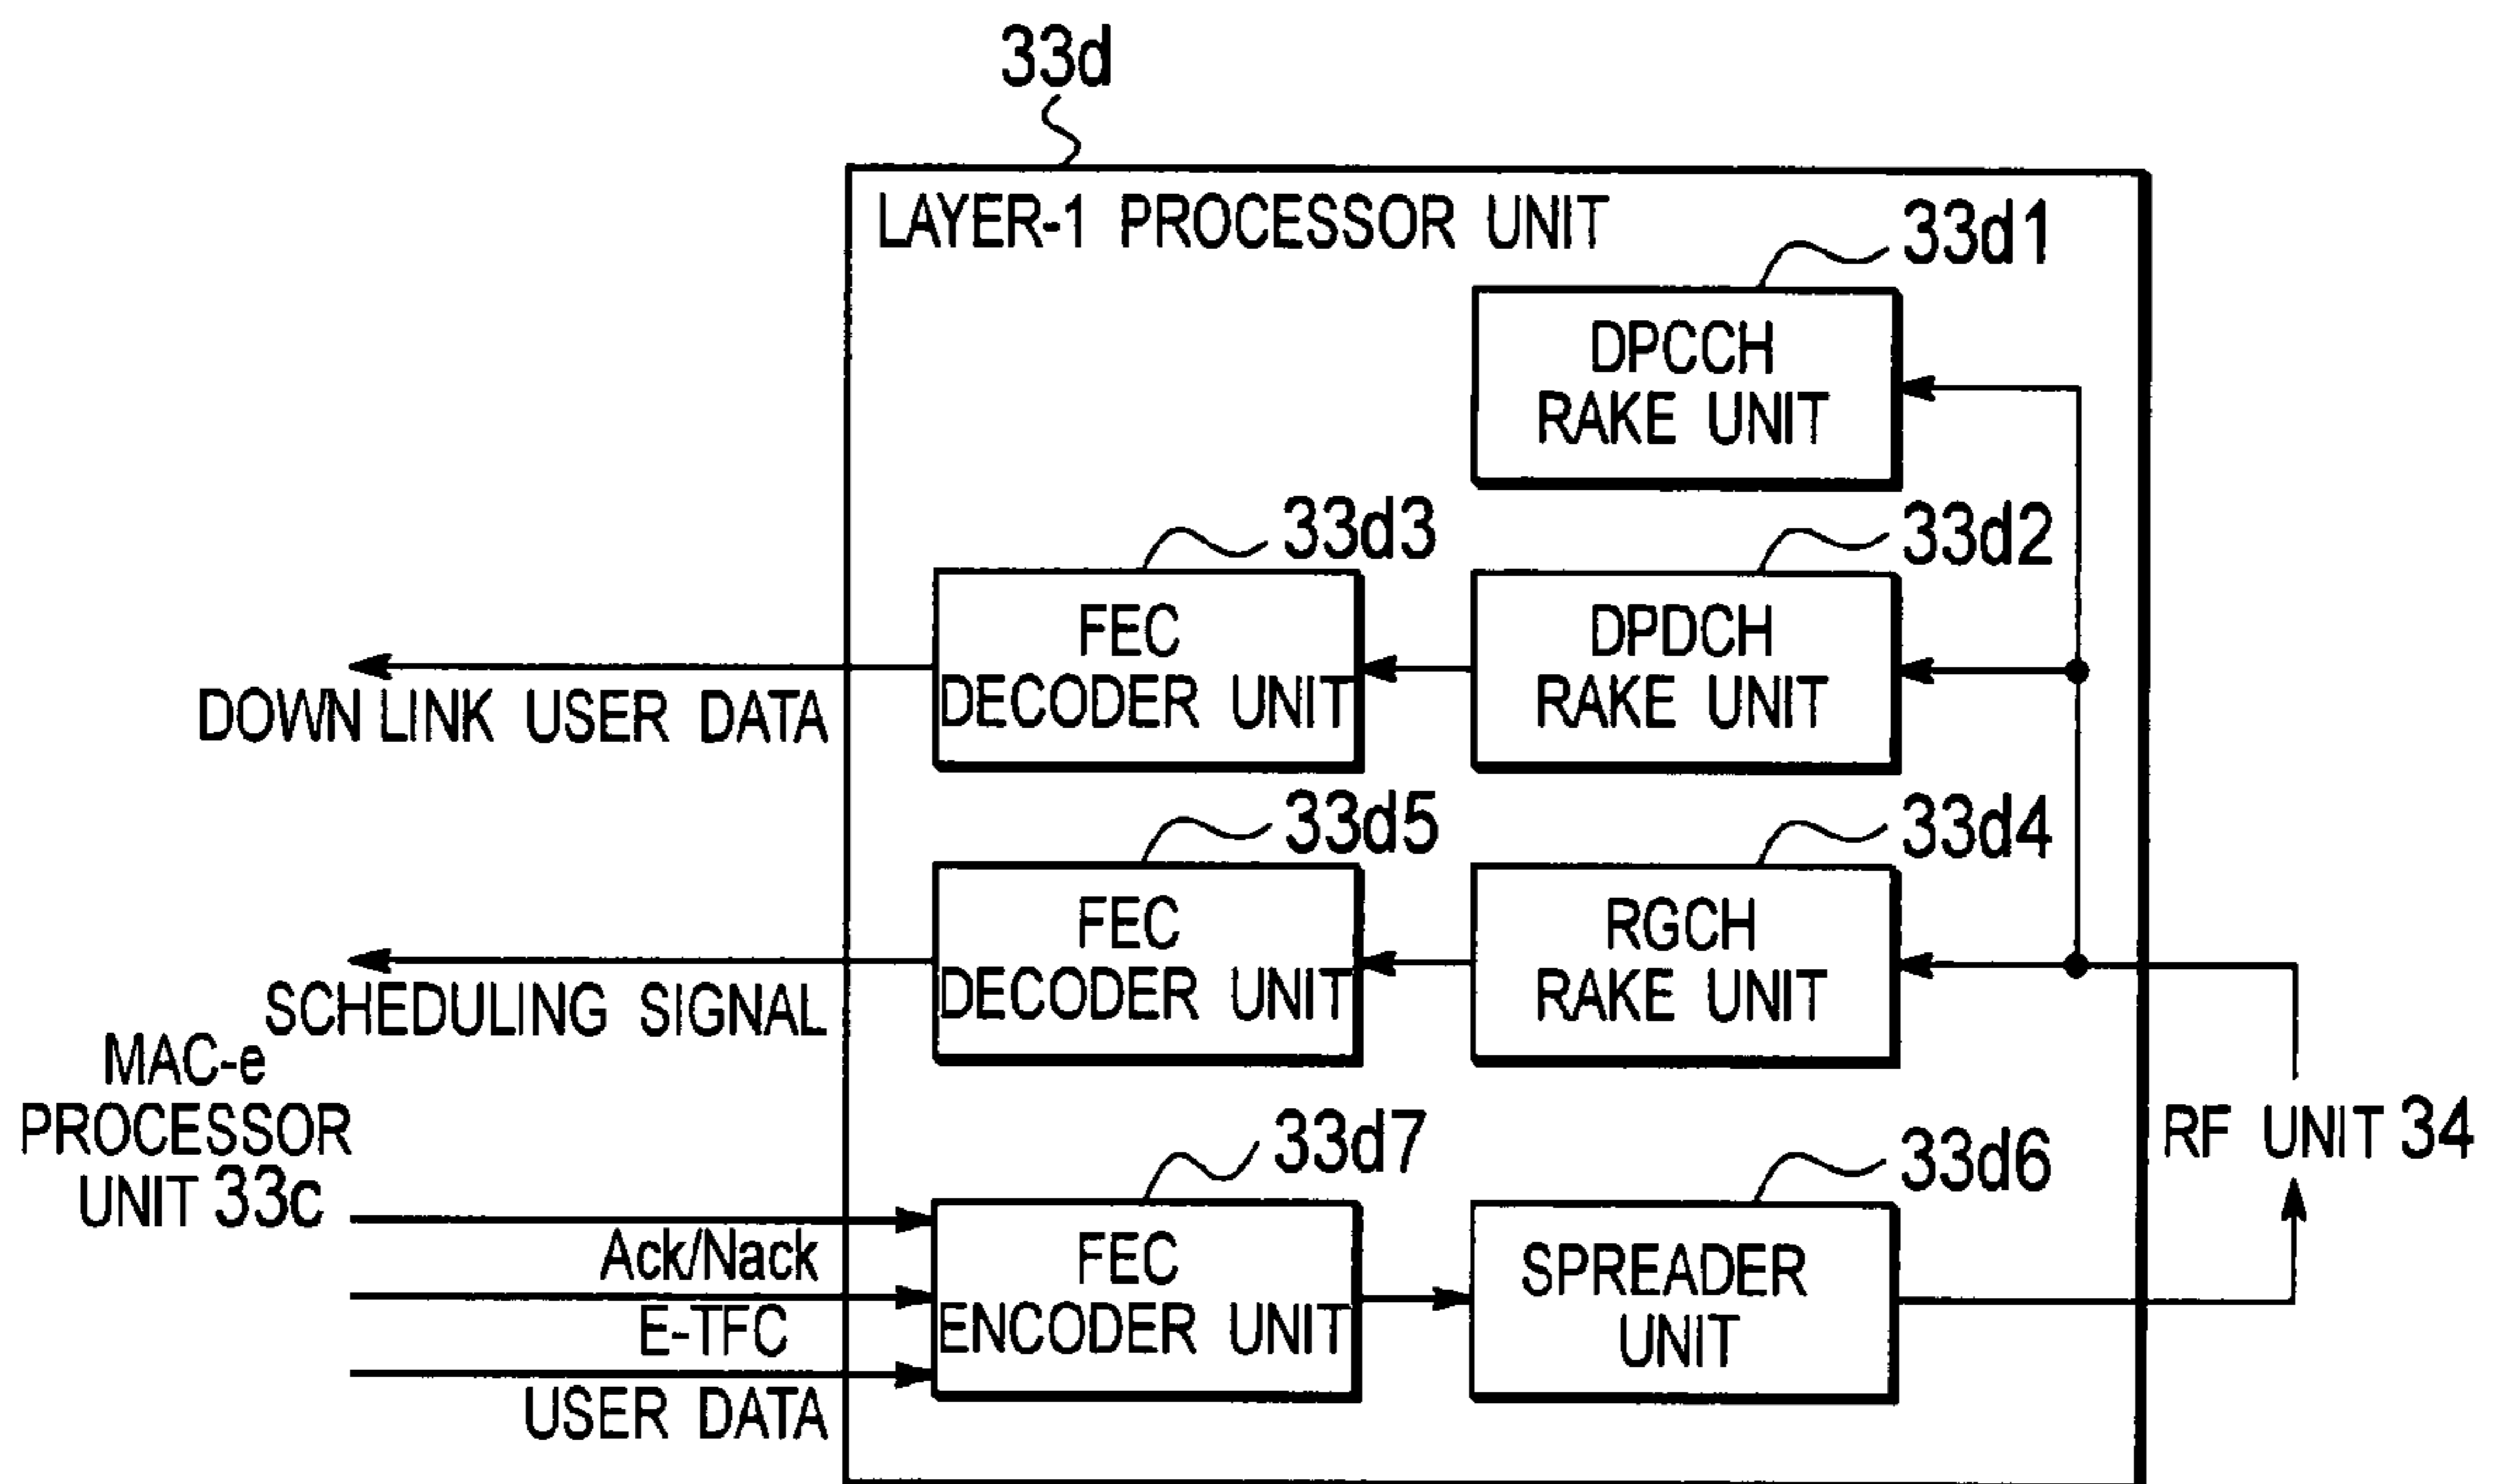 33d
LAYER-1 PROCESSOR UNIT
33d1
DPCCH
RAKE UNIT
33d3
33d2
FEC
DECODER UNIT
DPDCH
RAKE UNIT
DOWN LINK USER DATA
33d5
33d4
FEC
DECODER UNIT
RGCH
RAKE UNIT
SCHEDULING SIGNAL
MAC-e
PROCESSOR
UNIT 33c
33d7
33d6
RF UNIT 34
Ack/Nack
E-TFC
USER DATA
FEC
ENCODER UNIT
SPREADER
UNIT